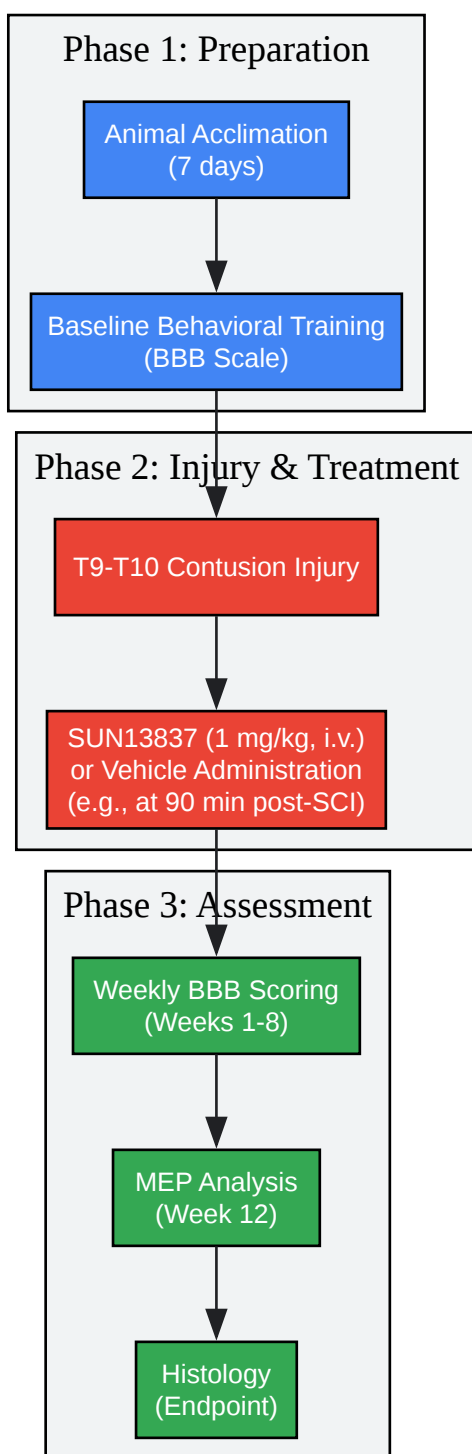 Phase 1: Preparation
Animal Acclimation
(7 days)
Baseline Behavioral Training
(BBB Scale)
Phase 2: Injury & Treatment
T9-T10 Contusion Injury
SUN13837 (1 mg/kg, i.v.)
or Vehicle Administration
(e.g., at 90 min post-SCI)
Phase 3: Assessment
Weekly BBB Scoring
(Weeks 1-8)
MEP Analysis
(Week 12)
Histology
(Endpoint)